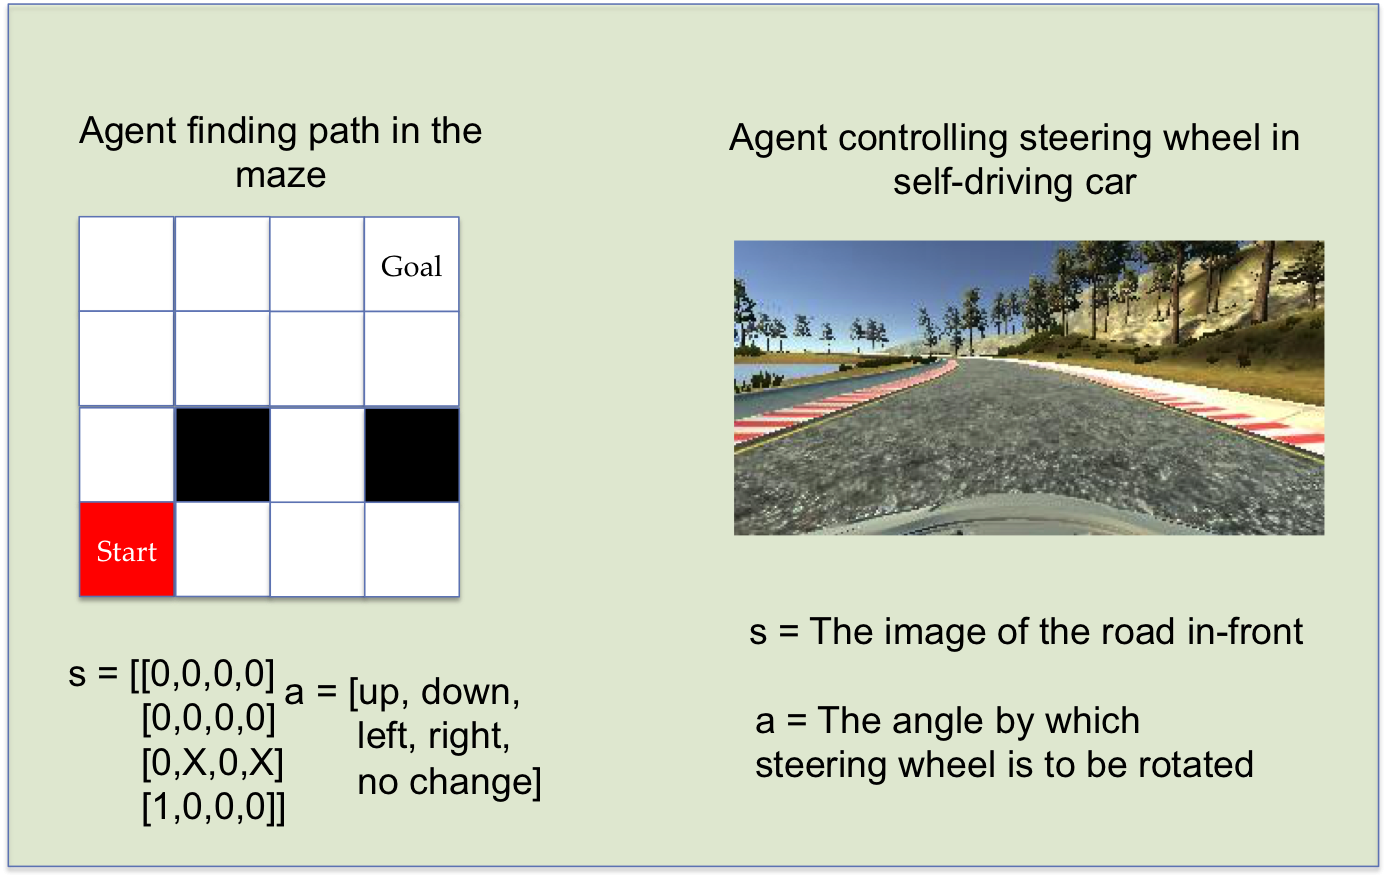 Agent finding path in the
maze
Goal
Start
s = [[0,0,0,0]
[0,0,0,0]
[0,X,0,X]
[1,0,0,0]]
a = [up, down,
left, right,
no change]
Agent controlling steering wheel in
self-driving car
s = The image of the road in-front
a = The angle by which
steering wheel is to be rotated